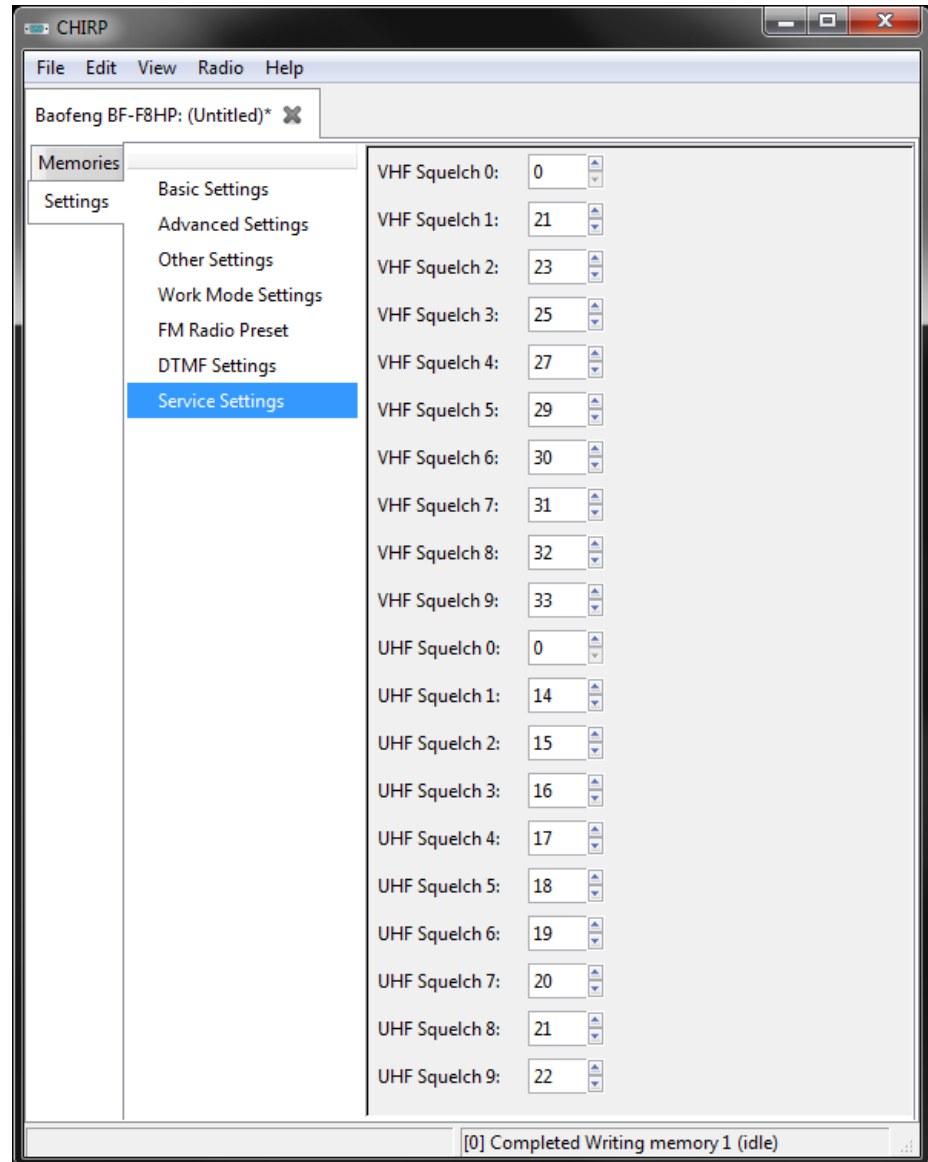 CHIRP
File Edit View Radio Help
Baofeng BF-F8HP: (Untitled)*
Memories
Settings
Basic Settings
Advanced Settings
Other Settings
Work Mode Settings
FM Radio Preset
DTMF Settings
Service Settings
VHF Squelch 0: 0
VHF Squelch 1: 21
VHF Squelch 2: 23
VHF Squelch 3: 25
VHF Squelch 4: 27
VHF Squelch 5: 29
VHF Squelch 6: 30
VHF Squelch 7: 31
VHF Squelch 8: 32
VHF Squelch 9: 33
UHF Squelch 0: 0
UHF Squelch 1: 14
UHF Squelch 2: 15
UHF Squelch 3: 16
UHF Squelch 4: 17
UHF Squelch 5: 18
UHF Squelch 6: 19
UHF Squelch 7: 20
UHF Squelch 8: 21
UHF Squelch 9: 22
[0] Completed Writing memory 1 (idle)